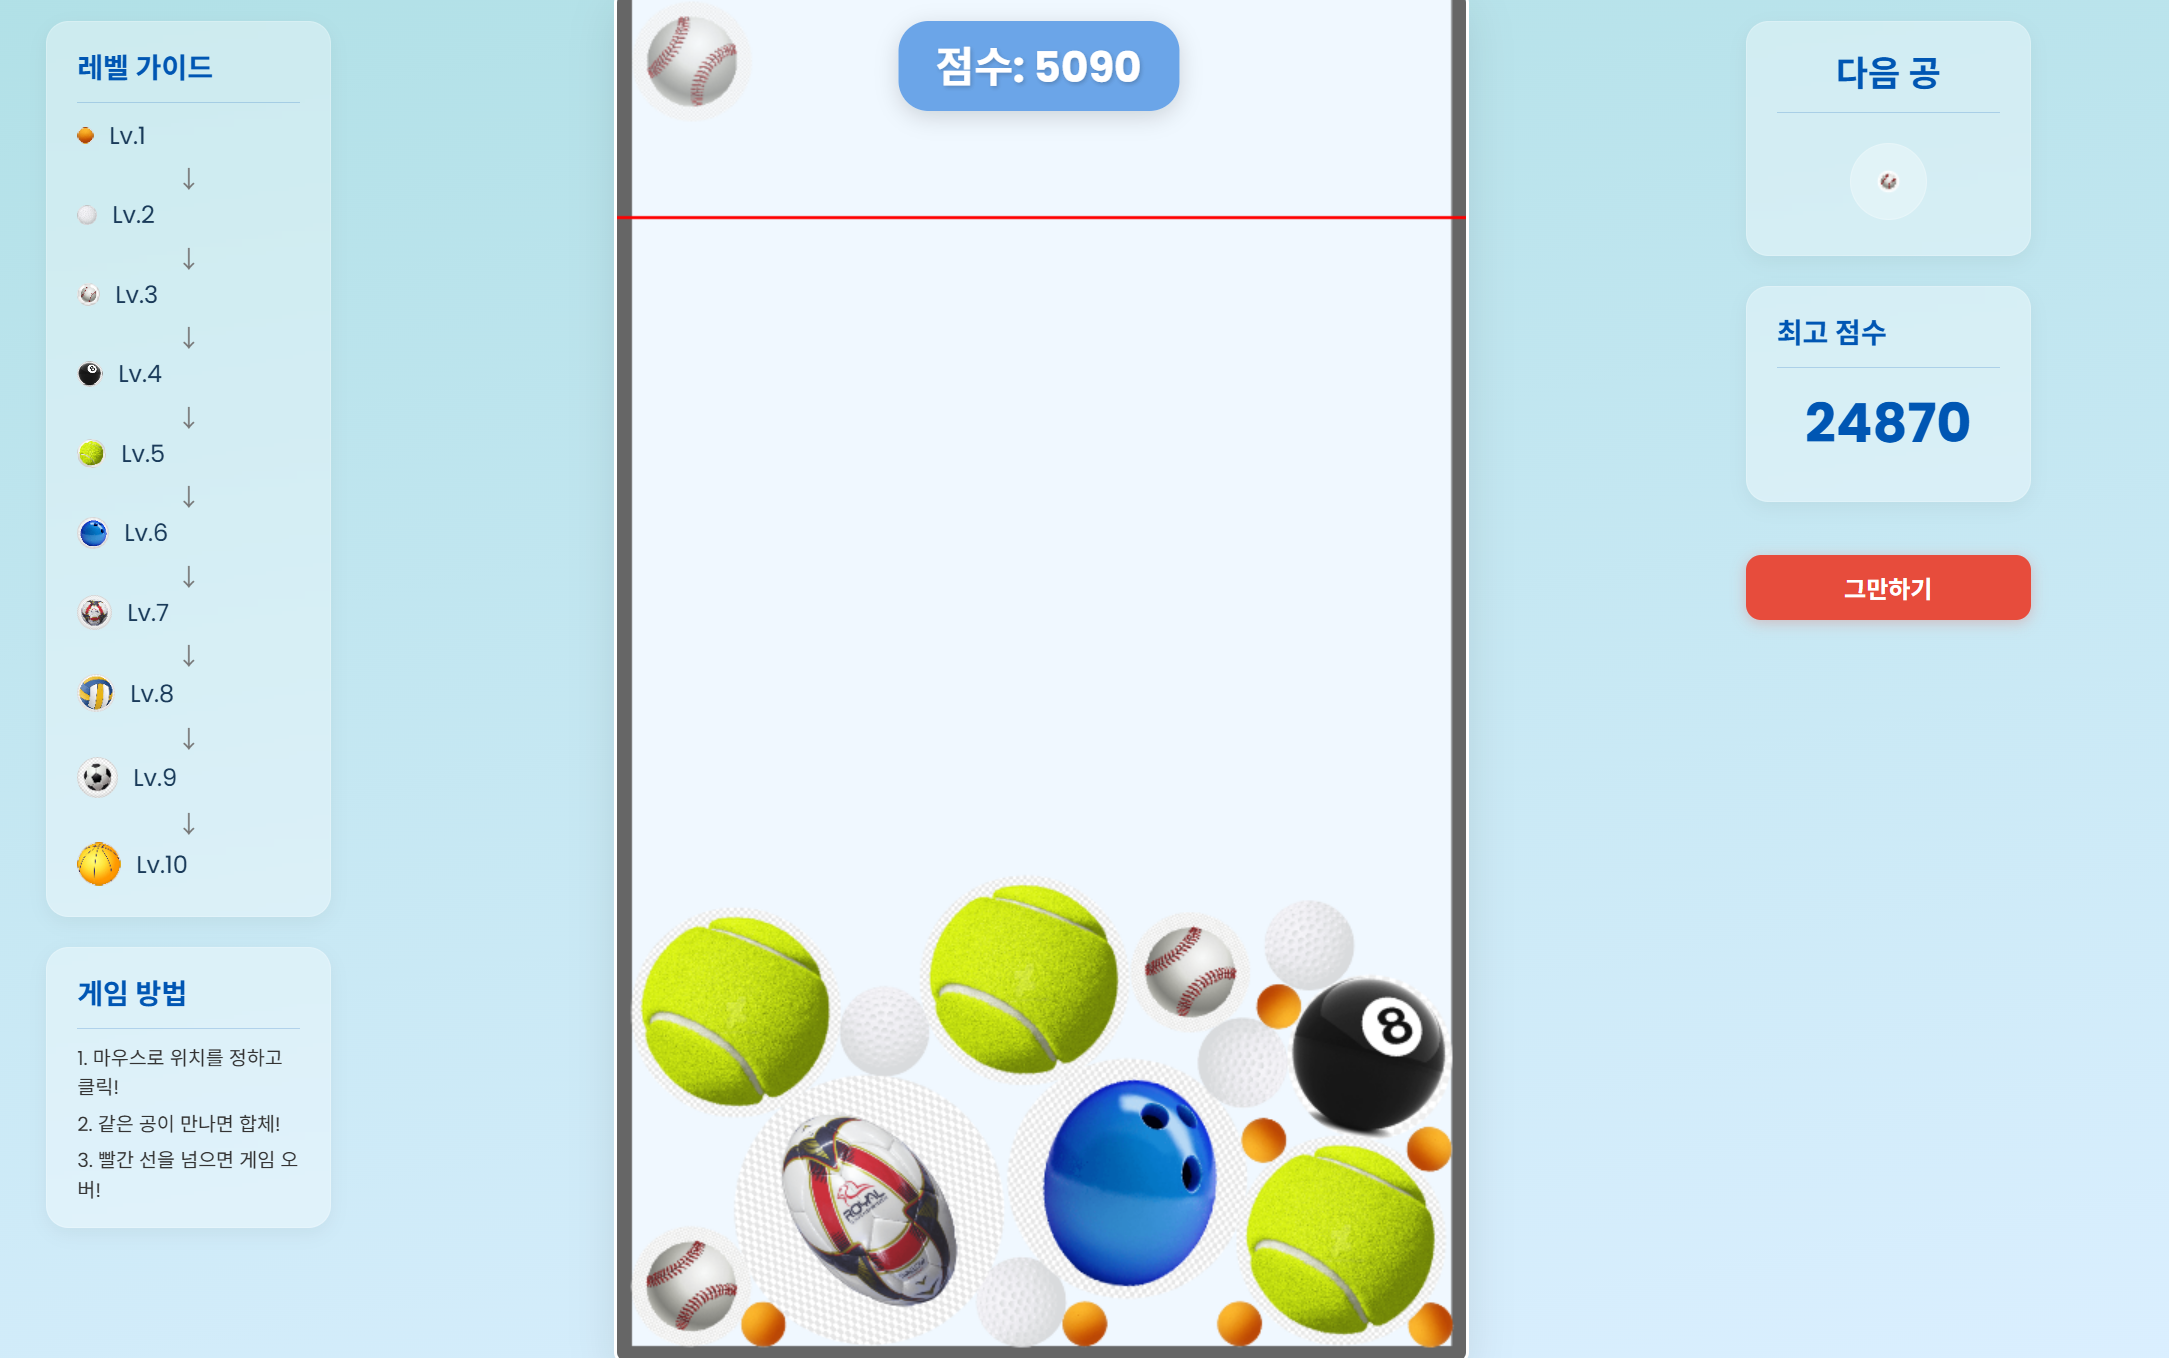 레벨 가이드
Lv.1
↓
Lv.2
↓
Lv.3
↓
Lv.4
↓
Lv.5
↓
Lv.6
↓
Lv.7
↓
Lv.8
↓
Lv.9
↓
Lv.10
게임 방법
1. 마우스로 위치를 정하고
클릭!
2. 같은 공이 만나면 합체!
3. 빨간 선을 넘으면 게임 오
버!
점수: 5090
8
ROYAL
다음 공
최고 점수
24870
그만하기